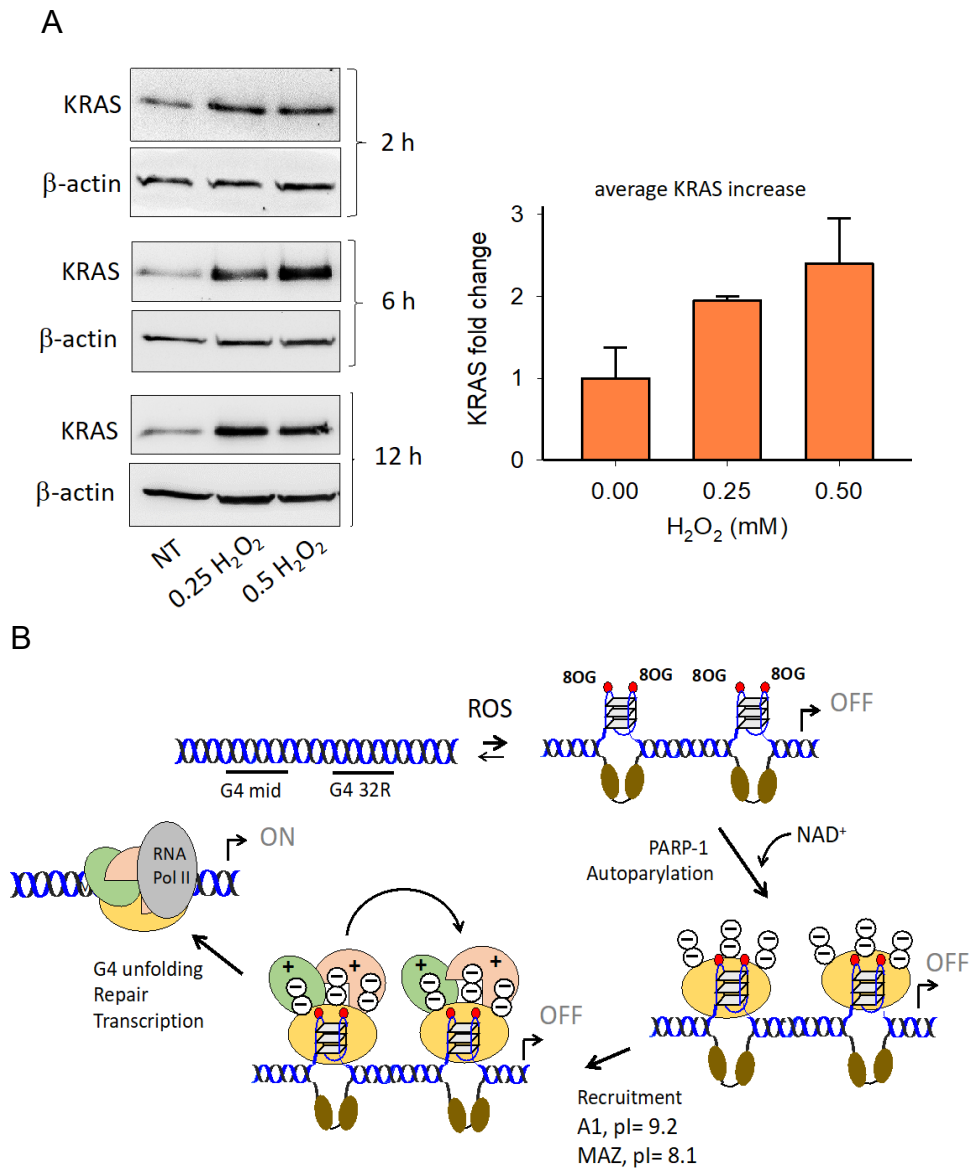 A
KRAS
β-actin
2 h
KRAS
β-actin
6 h
KRAS
β-actin
12 h
NT
0.25 H₂O₂
0.5 H₂O₂
average KRAS increase
KRAS fold change
3
2
1
0
0.00 0.25 0.50
H₂O₂ (mM)
B
ROS
G4 mid G4 32R
8OG 8OG 8OG 8OG
OFF
PARP-1
Autoparylation
NAD⁺
− − − − − − − − − −
OFF
Recruitment
A1, pI= 9.2
MAZ, pI= 8.1
+ + +
− − − − − − − − − −
OFF
G4 unfolding
Repair
Transcription
RNA
Pol II
ON